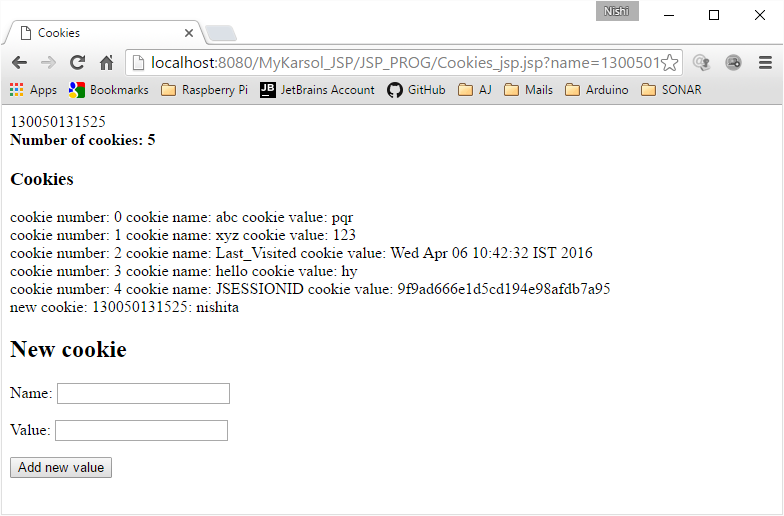 Nishi
Cookies
localhost:8080/MyKarsol_JSP/JSP_PROG/Cookies_jsp.jsp?name=1300501
Apps Bookmarks Raspberry Pi JB JetBrains Account GitHub AJ Mails Arduino SONAR
130050131525
Number of cookies: 5
Cookies
cookie number: 0 cookie name: abc cookie value: pqr
cookie number: 1 cookie name: xyz cookie value: 123
cookie number: 2 cookie name: Last_Visited cookie value: Wed Apr 06 10:42:32 IST 2016
cookie number: 3 cookie name: hello cookie value: hy
cookie number: 4 cookie name: JSESSIONID cookie value: 9f9ad666e1d5cd194e98afdb7a95
new cookie: 130050131525: nishita
New cookie
Name:
Value:
Add new value